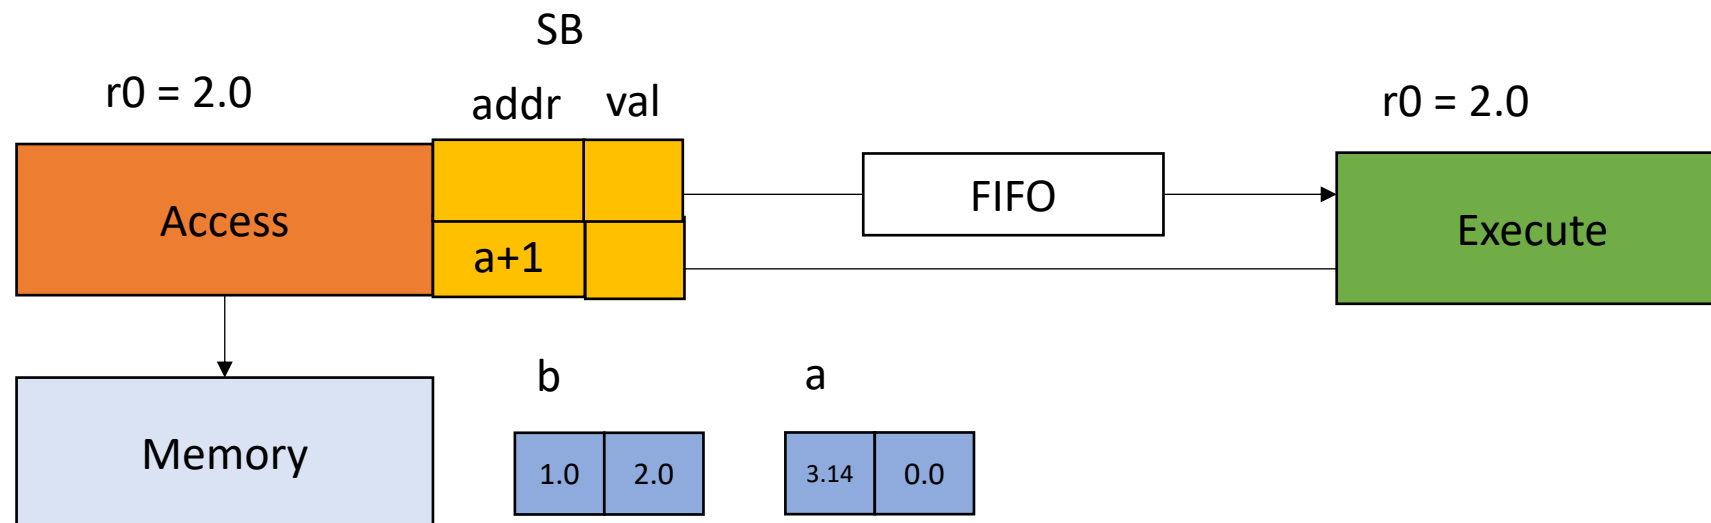 SB
r0 = 2.0
addr
val
r0 = 2.0
Access
FIFO
Execute
a+1
b
a
Memory
1.0
2.0
3.14
0.0